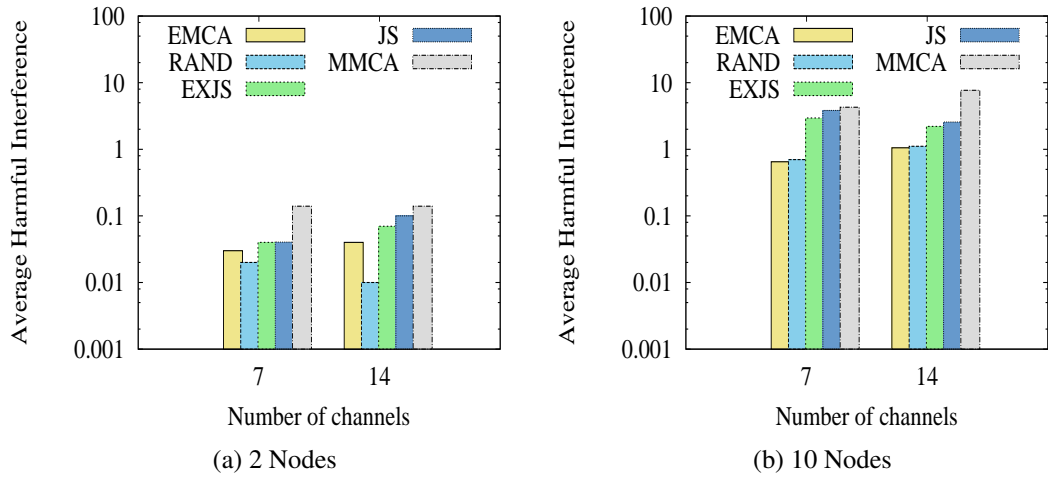 Average Harmful Interference
100
10
1
0.1
0.01
0.001
EMCA
RAND
EXJS
JS
MMCA
7
14
Number of channels
(a) 2 Nodes
Average Harmful Interference
100
10
1
0.1
0.01
0.001
EMCA
RAND
EXJS
JS
MMCA
7
14
Number of channels
(b) 10 Nodes